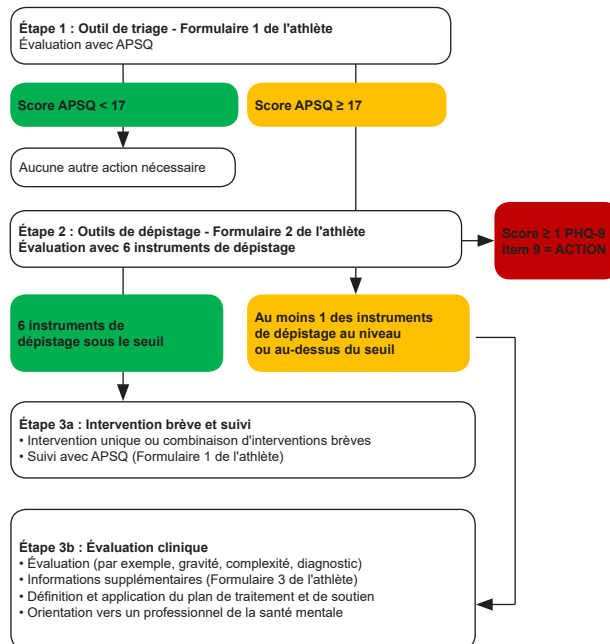 Étape 1 : Outil de triage - Formulaire 1 de l'athlète
Évaluation avec APSQ
Score APSQ < 17
Score APSQ ≥ 17
Aucune autre action nécessaire
Étape 2 : Outils de dépistage - Formulaire 2 de l'athlète
Évaluation avec 6 instruments de dépistage
Score ≥ 1 PHQ-9
item 9 = ACTION
6 instruments de
dépistage sous le seuil
Au moins 1 des instruments
de dépistage au niveau
ou au-dessus du seuil
Étape 3a : Intervention brève et suivi
• Intervention unique ou combinaison d'interventions brèves
• Suivi avec APSQ (Formulaire 1 de l'athlète)
Étape 3b : Évaluation clinique
• Évaluation (par exemple, gravité, complexité, diagnostic)
• Informations supplémentaires (Formulaire 3 de l'athlète)
• Définition et application du plan de traitement et de soutien
• Orientation vers un professionnel de la santé mentale